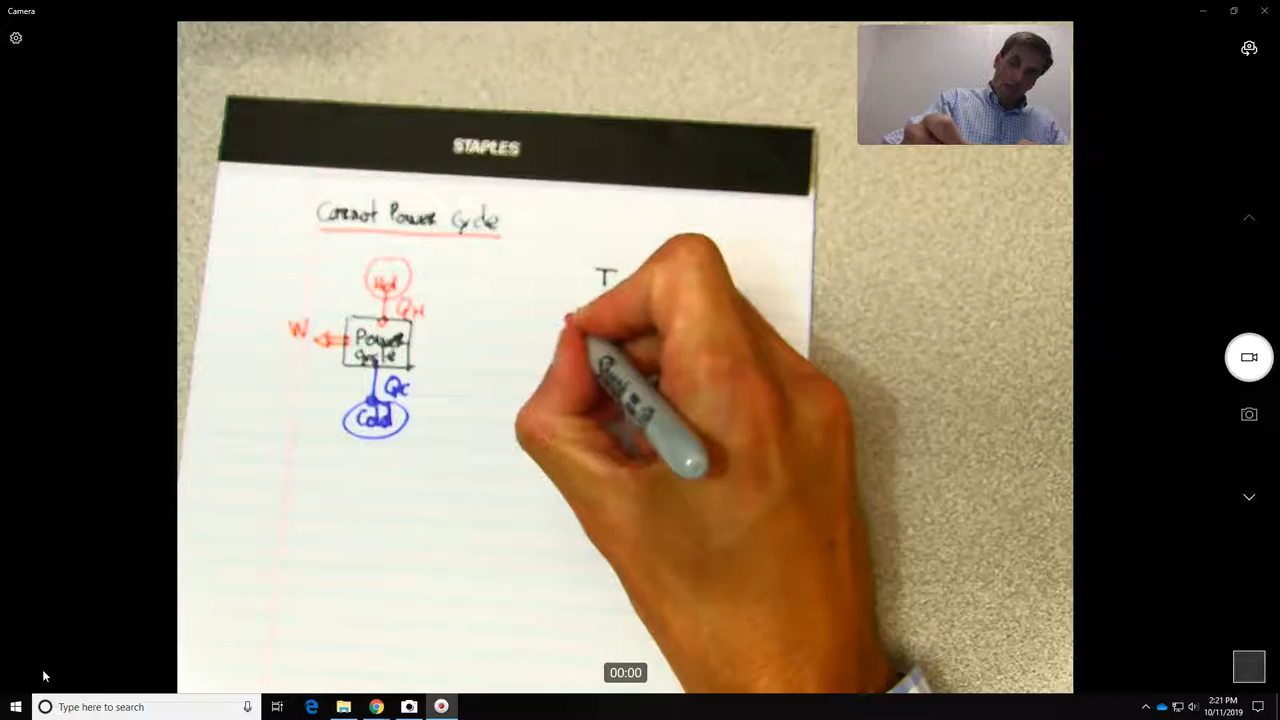 Camera
STAPLES
Carnot Power Cycle
Hot
QH
W
Power
Cycle
QC
Cold
T
00:00
Type here to search
2:21 PM
10/11/2019